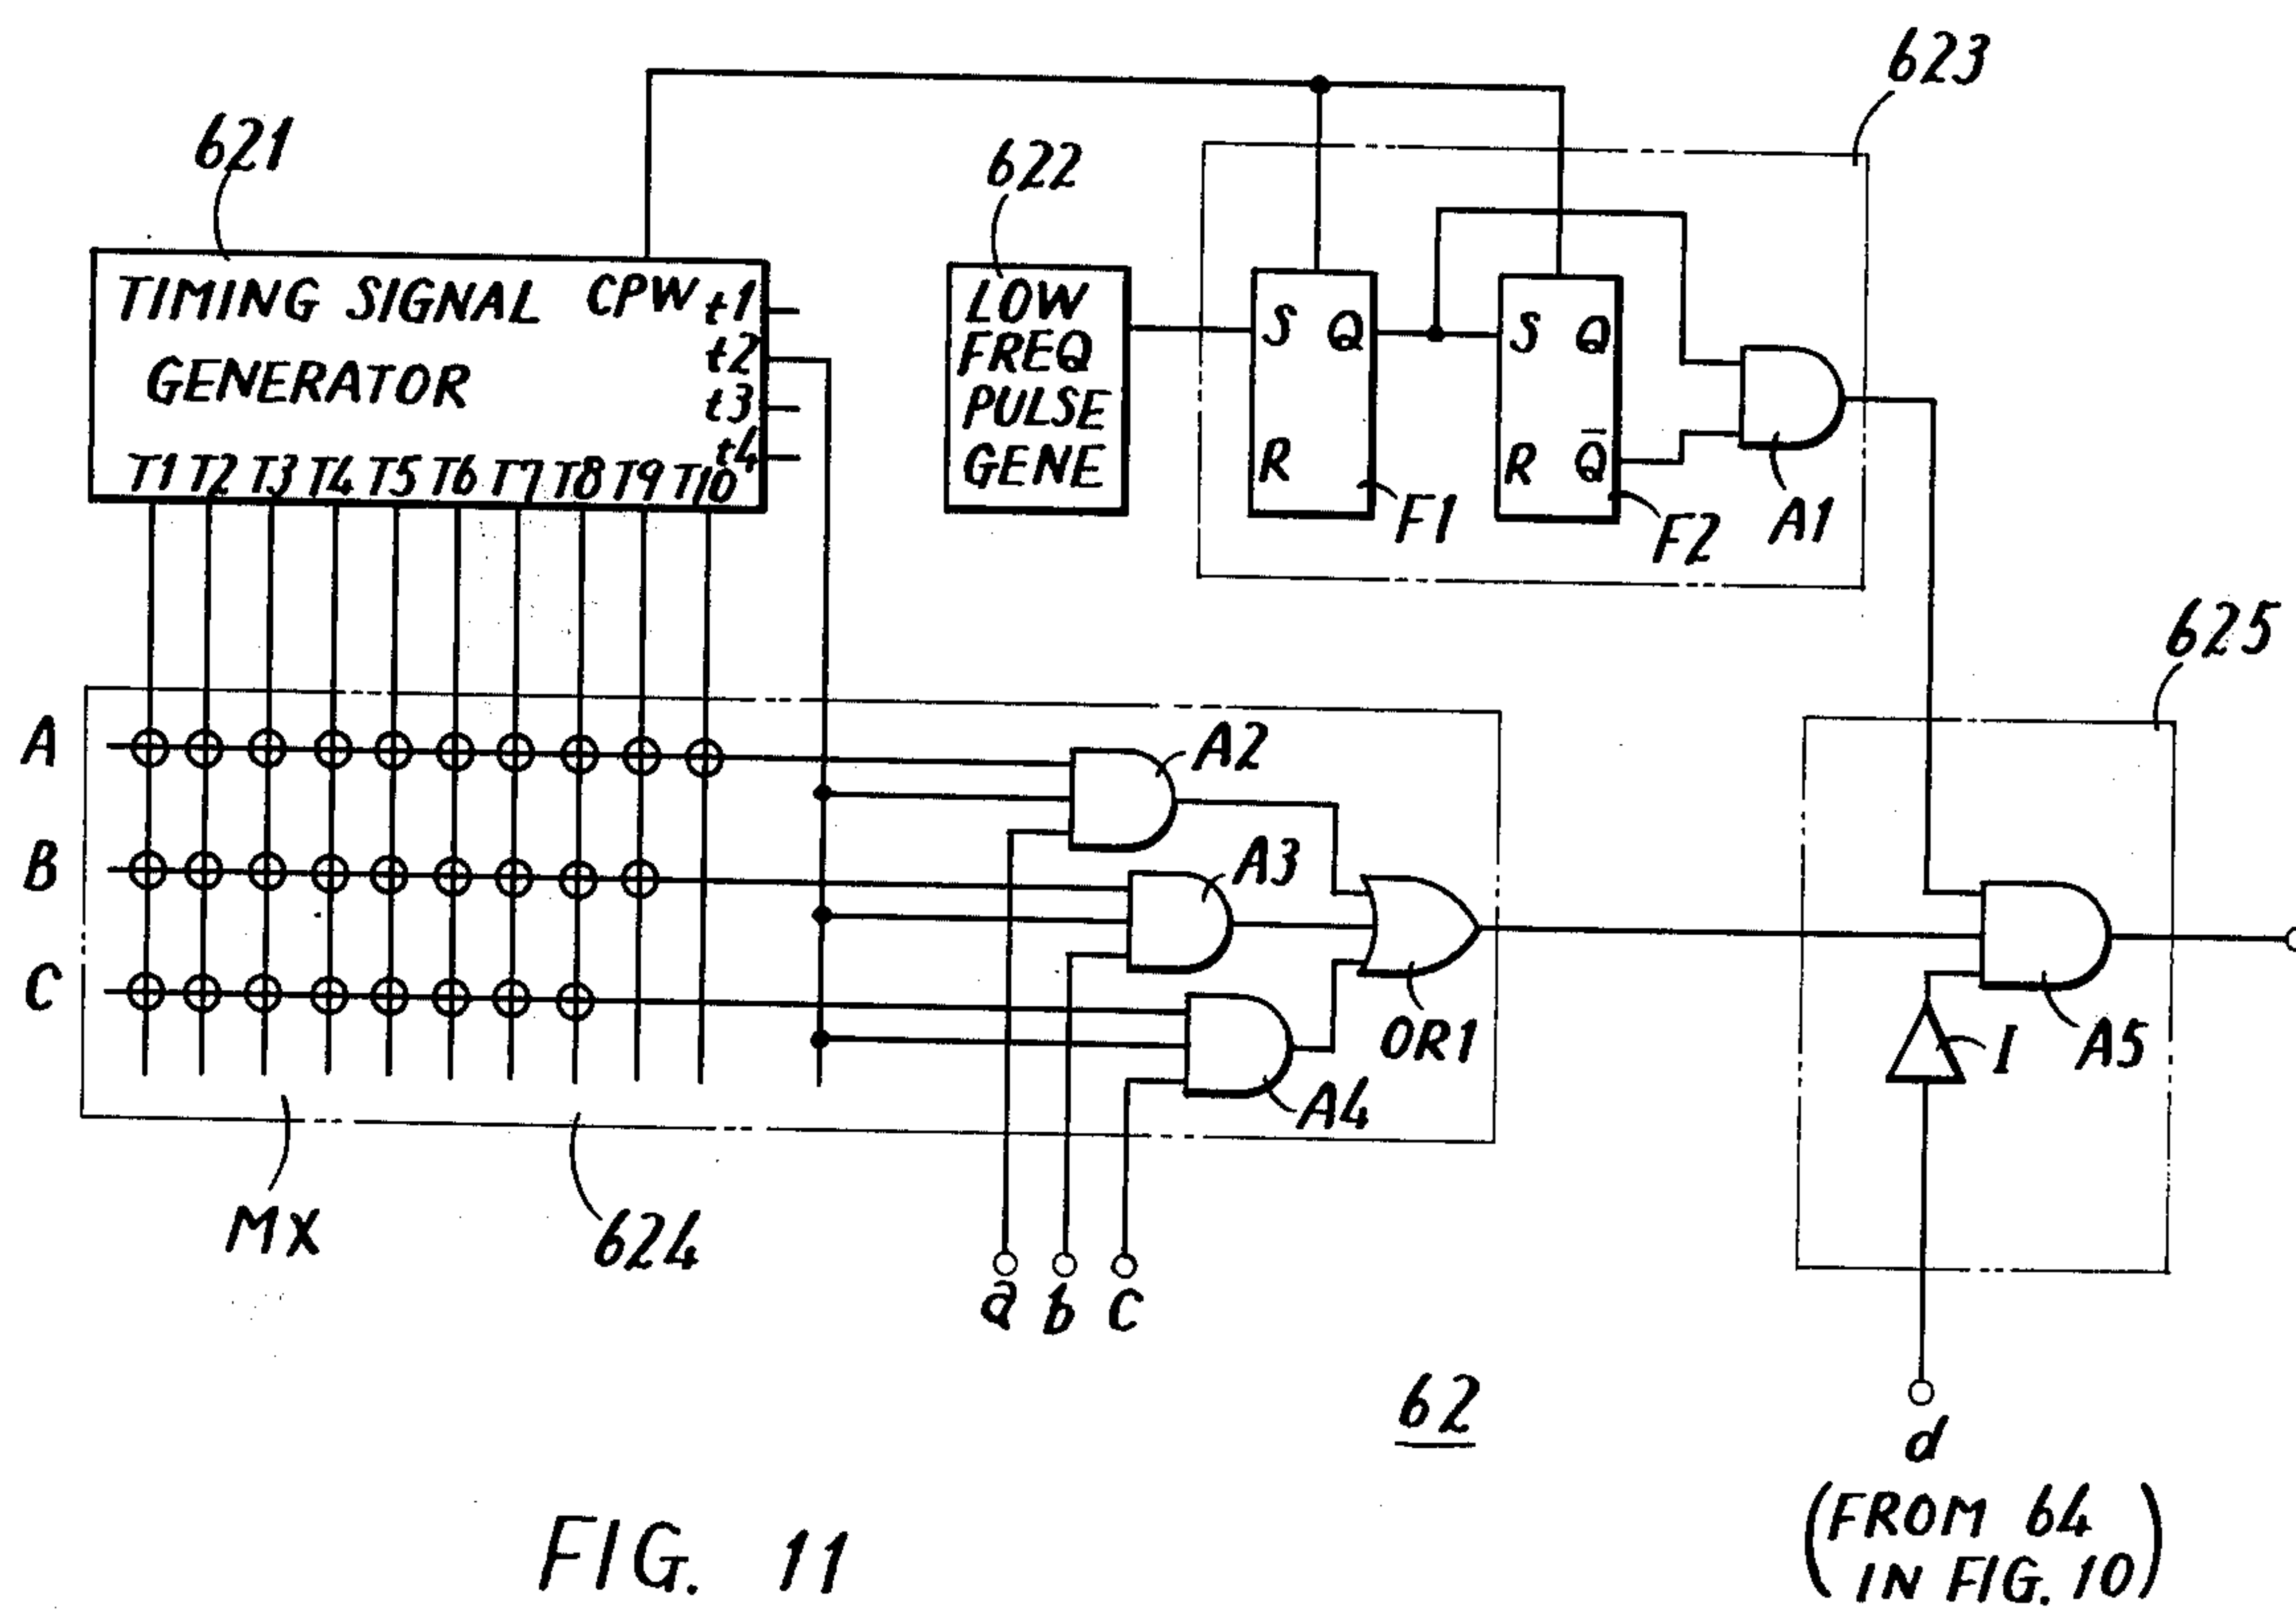 623
621
622
TIMING SIGNAL CPW t1
GENERATOR t2
t3
t4
T1 T2 T3 T4 T5 T6 T7 T8 T9 T10
LOW
FREQ
PULSE
GENE
S Q
R
F1
S Q
R Q̅
F2
A1
625
A
B
C
A2
A3
A4
OR1
I
A5
MX
624
a b c
d
(FROM 64
IN FIG. 10)
62
FIG. 11